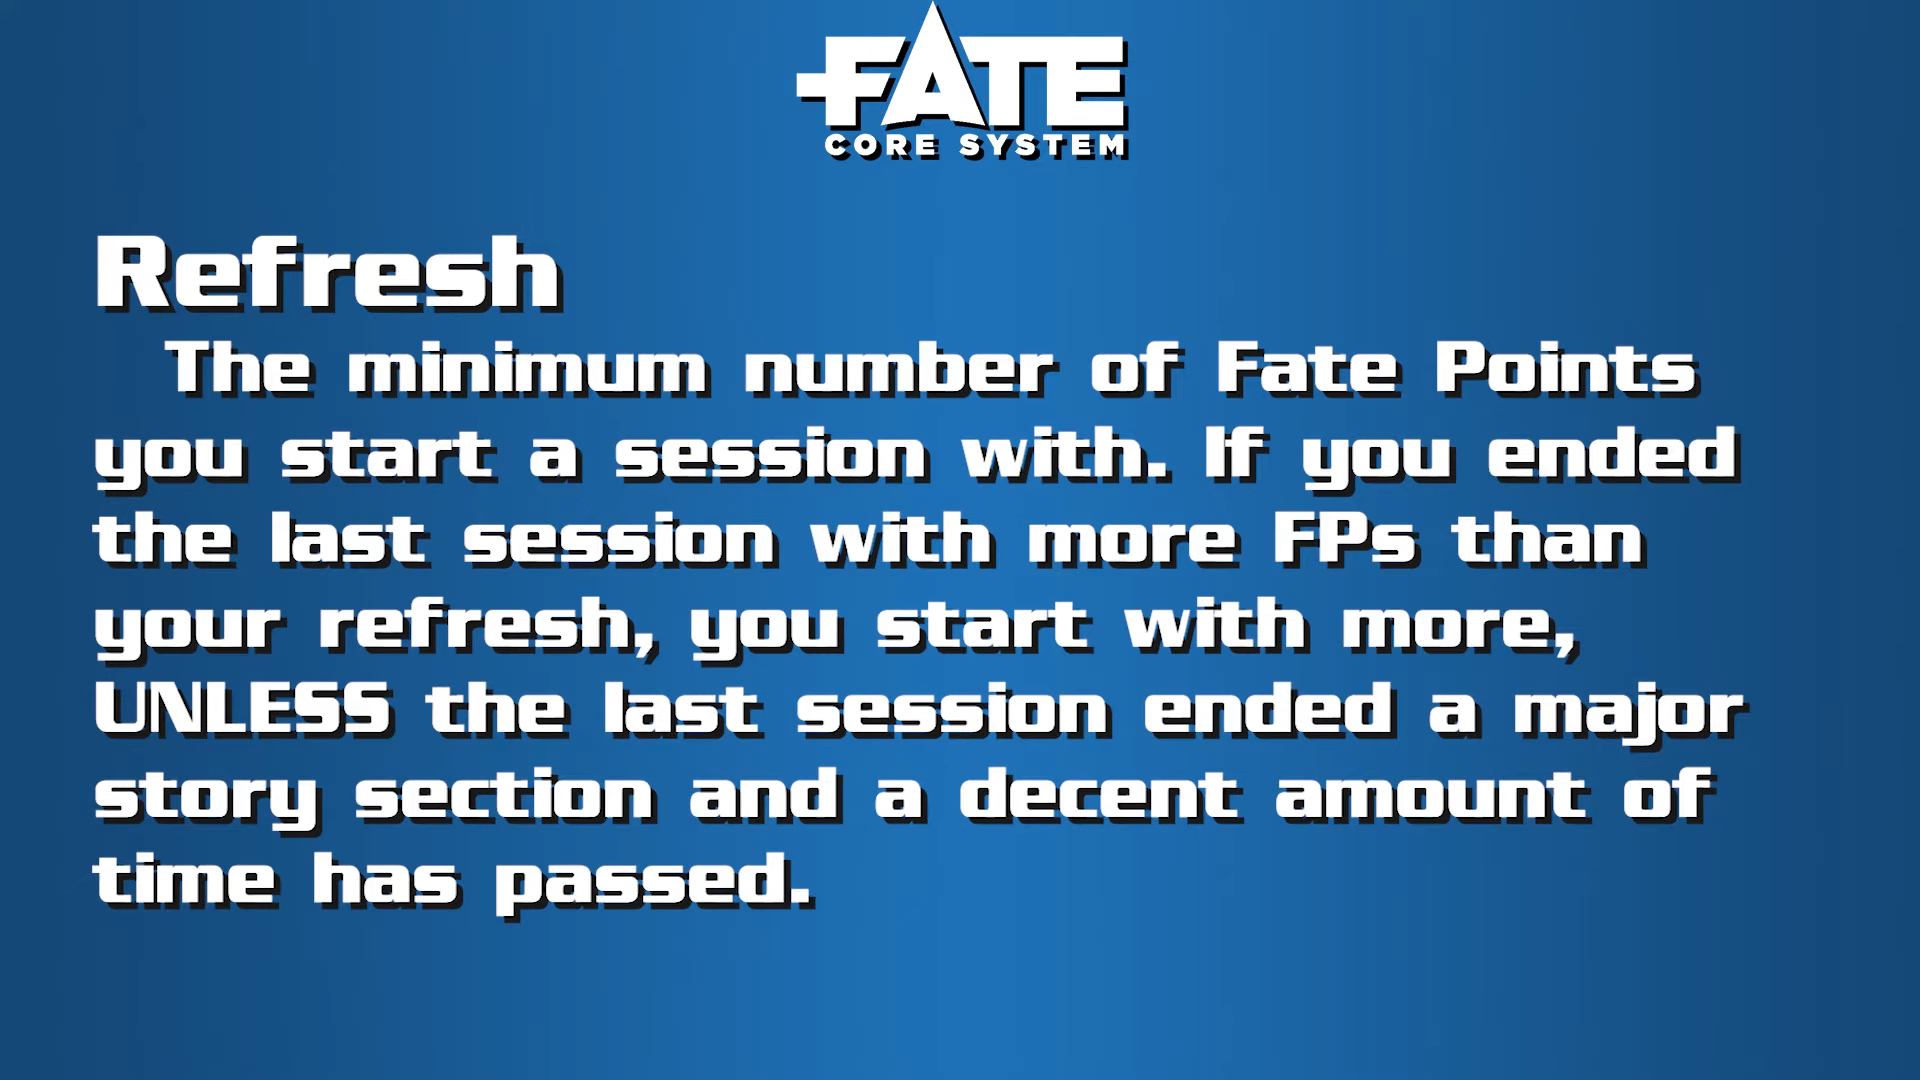 FATE
CORE SYSTEM
Refresh
The minimum number of Fate Points
you start a session with. If you ended
the last session with more FPs than
your refresh, you start with more,
UNLESS the last session ended a major
story section and a decent amount of
time has passed.